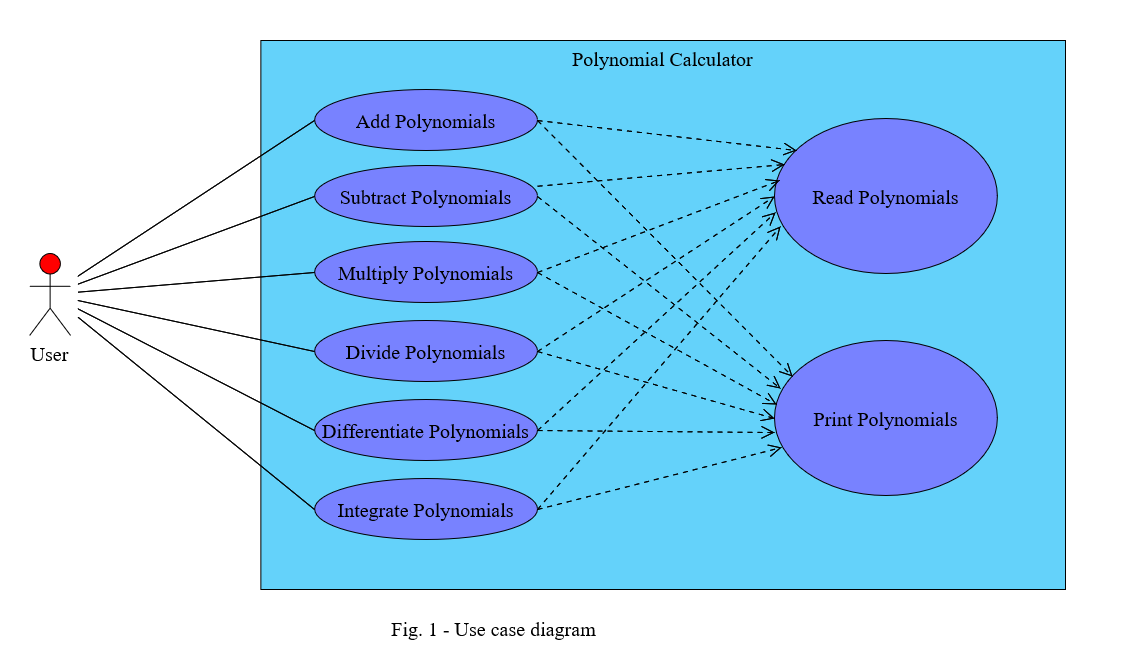 Polynomial Calculator
Add Polynomials
Subtract Polynomials
Multiply Polynomials
Divide Polynomials
Differentiate Polynomials
Integrate Polynomials
Read Polynomials
Print Polynomials
User
Fig. 1 - Use case diagram